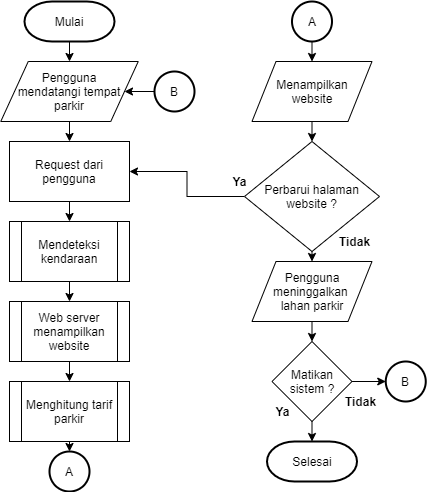 Mulai
Pengguna
mendatangi tempat
parkir
B
Request dari
pengguna
Mendeteksi
kendaraan
Web server
menampilkan
website
Menghitung tarif
parkir
A
A
Menampilkan
website
Perbarui halaman
website ?
Ya
Tidak
Pengguna
meninggalkan
lahan parkir
Matikan
sistem ?
Tidak
B
Ya
Selesai